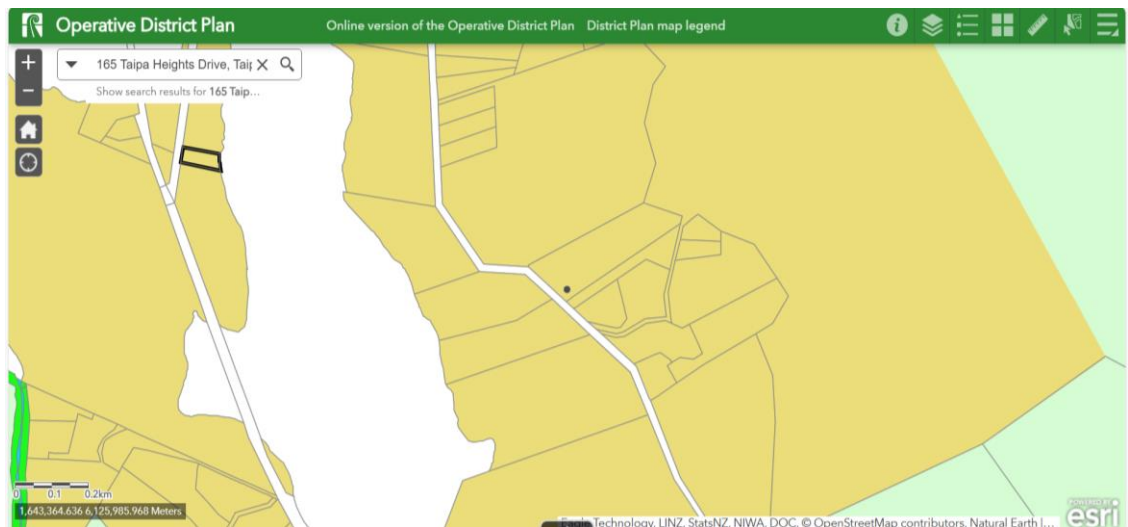 Operative District Plan
Online version of the Operative District Plan District Plan map legend
165 Taipa Heights Drive, Taip
Show search results for 165 Taip...
0 0.1 0.2km
1,643,364.636 6,125,985.968 Meters
Technology, LINZ, StatsNZ, NIWA, DOC, © OpenStreetMap contributors, Natural Earth |...
POWERED BY
esri